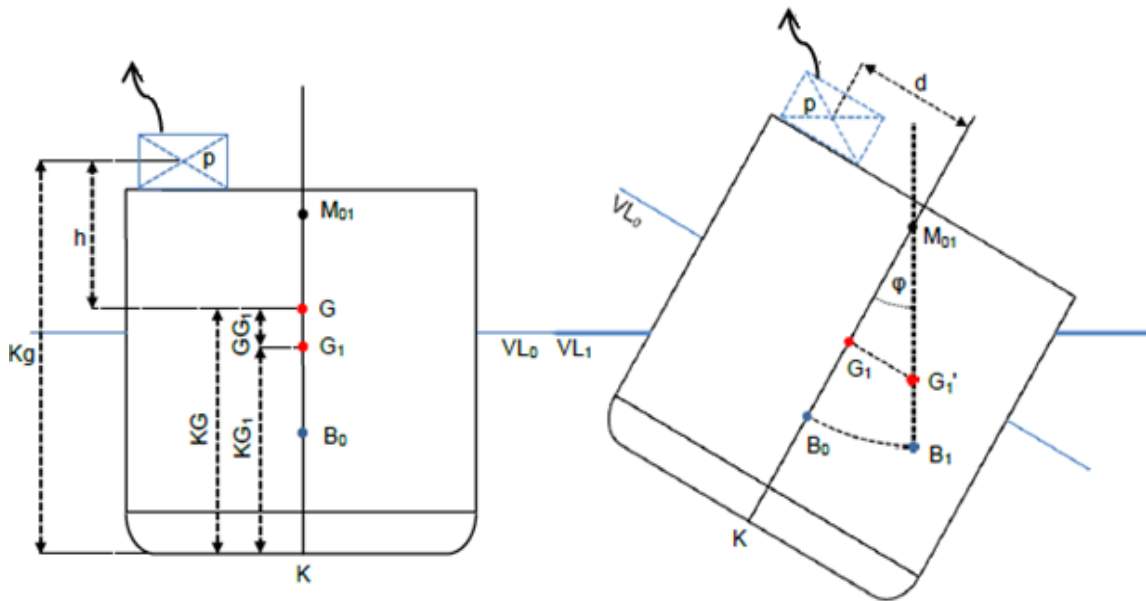 p
M₀₁
h
G
GG₁
G₁
Kg
VL₀ VL₁
KG
KG₁
B₀
K
d
p
VL₀
M₀₁
φ
G₁
G₁'
B₀
B₁
K